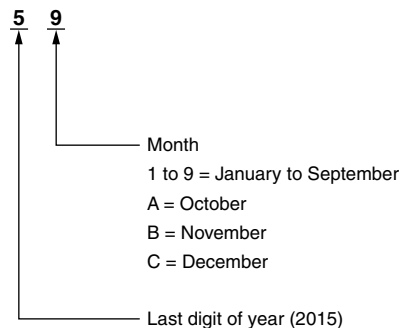 5 9
Month
1 to 9 = January to September
A = October
B = November
C = December
Last digit of year (2015)